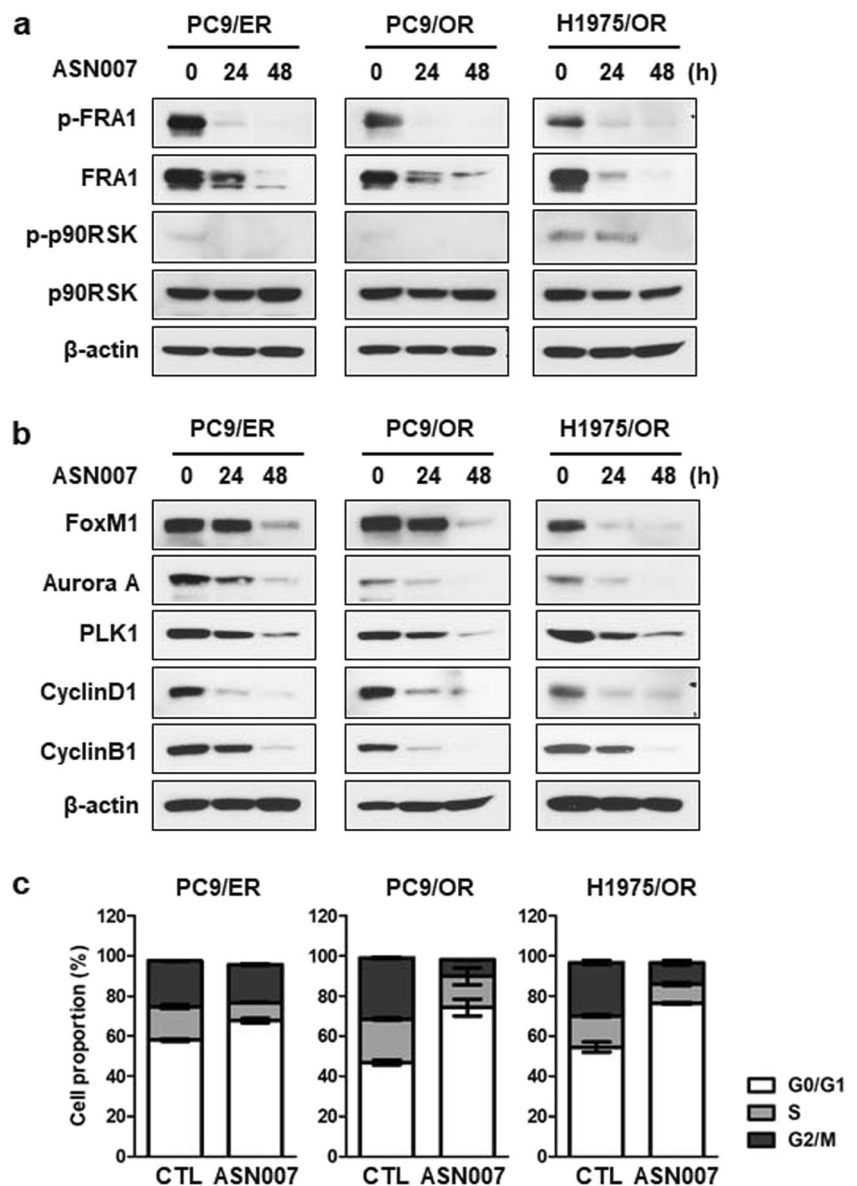 a
PC9/ER PC9/OR H1975/OR
ASN007 0 24 48 0 24 48 0 24 48 (h)
p-FRA1
FRA1
p-p90RSK
p90RSK
β-actin
b
PC9/ER PC9/OR H1975/OR
ASN007 0 24 48 0 24 48 0 24 48 (h)
FoxM1
Aurora A
PLK1
CyclinD1
CyclinB1
β-actin
c
PC9/ER PC9/OR H1975/OR
Cell proportion (%)
120 120 120
100 100 100
80 80 80
60 60 60
40 40 40
20 20 20
0 0 0
CTL ASN007 CTL ASN007 CTL ASN007
G0/G1
S
G2/M